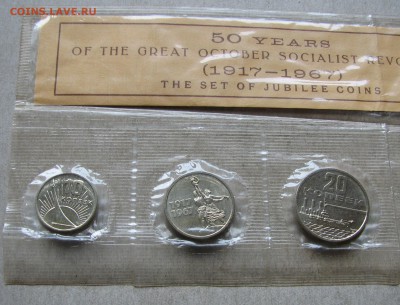 COINS.LAVE.RU
50 YEARS
OF THE GREAT OCTOBER SOCIALIST REVO
(1917-1967)
THE SET OF JUBILEE COINS
10
1917
1967
20
КОПЕЕК